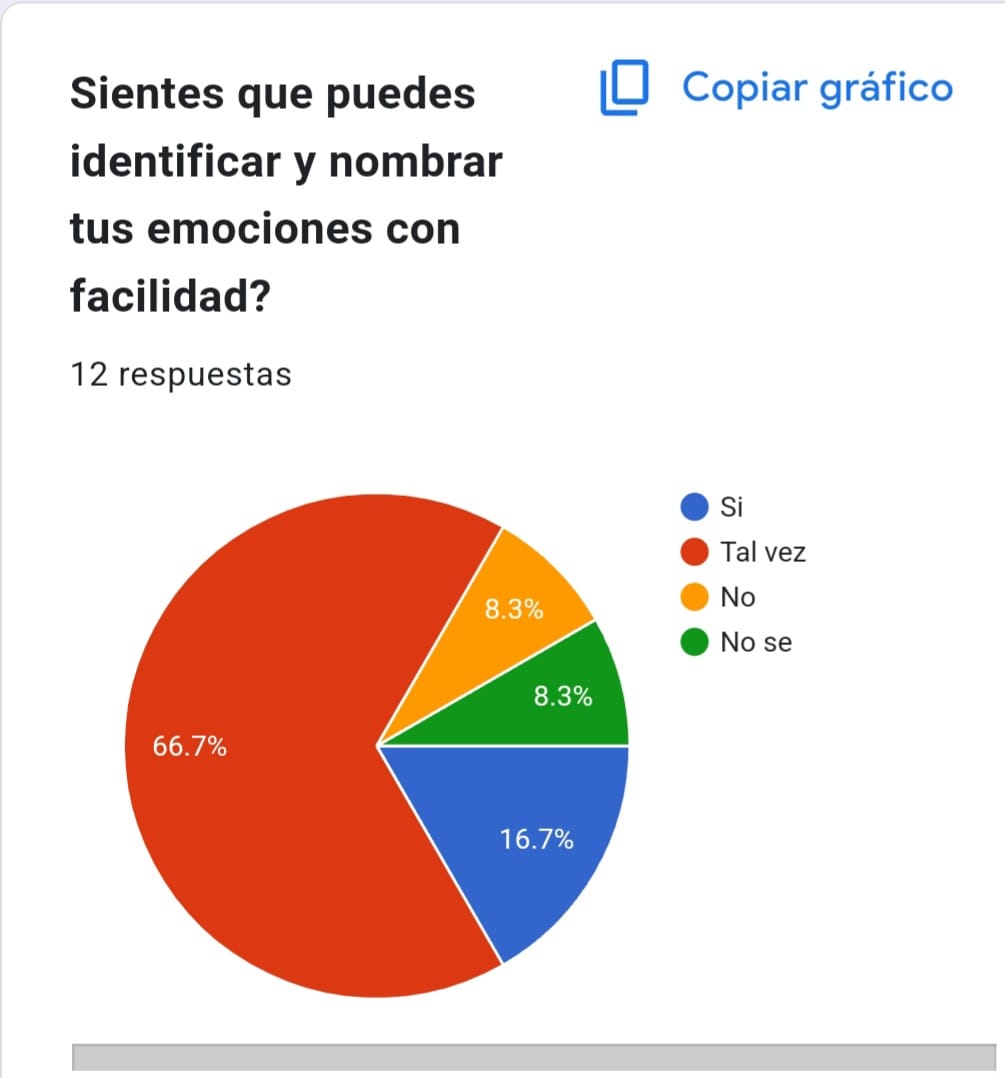 Sientes que puedes
identificar y nombrar
tus emociones con
facilidad?
Copiar gráfico
12 respuestas
Si
Tal vez
No
No se
8.3%
8.3%
66.7%
16.7%